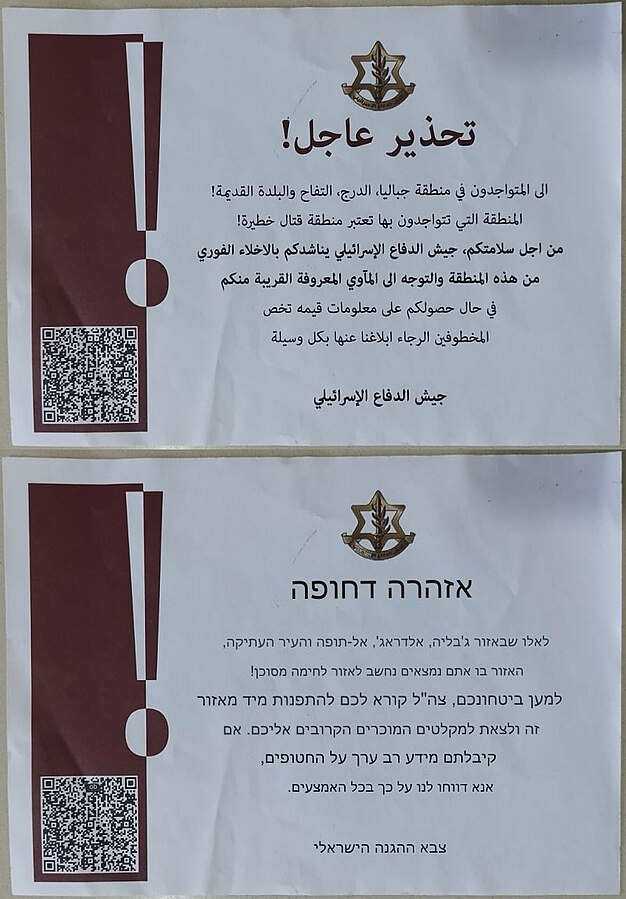 تحذير عاجل!
الى المتواجدون في منطقة جباليا، الدرج، التفاح والبلدة القديمة!
المنطقة التي تتواجدون بها تعتبر منطقة قتال خطيرة!
من اجل سلامتكم، جيش الدفاع الإسرائيلي يناشدكم بالاخلاء الفوري
من هذه المنطقة والتوجه الى المآوي المعروفة القريبة منكم
في حال حصولكم على معلومات قيمه تخص
المخطوفين الرجاء ابلاغنا عنها بكل وسيلة
جيش الدفاع الإسرائيلي
אזהרה דחופה
לאלו שבאזור ג'בליה, אלדראג', אל-תופה והעיר העתיקה,
האזור בו אתם נמצאים נחשב לאזור לחימה מסוכן!
למען ביטחונכם, צה"ל קורא לכם להתפנות מיד מאזור
זה ולצאת למקלטים המוכרים הקרובים אליכם. אם
קיבלתם מידע רב ערך על החטופים,
אנא דווחו לנו על כך בכל האמצעים.
צבא ההגנה הישראלי